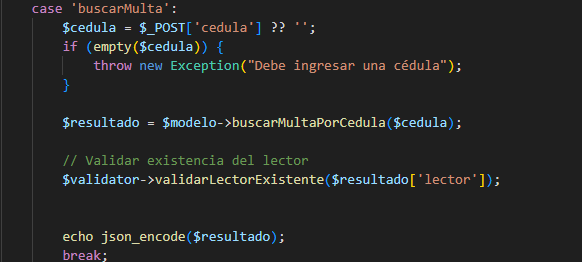 case 'buscarMulta':
$cedula = $_POST['cedula'] ?? '';
if (empty($cedula)) {
throw new Exception("Debe ingresar una cédula");
}
$resultado = $modelo->buscarMultaPorCedula($cedula);
// Validar existencia del lector
$validator->validarLectorExistente($resultado['lector']);
echo json_encode($resultado);
break;